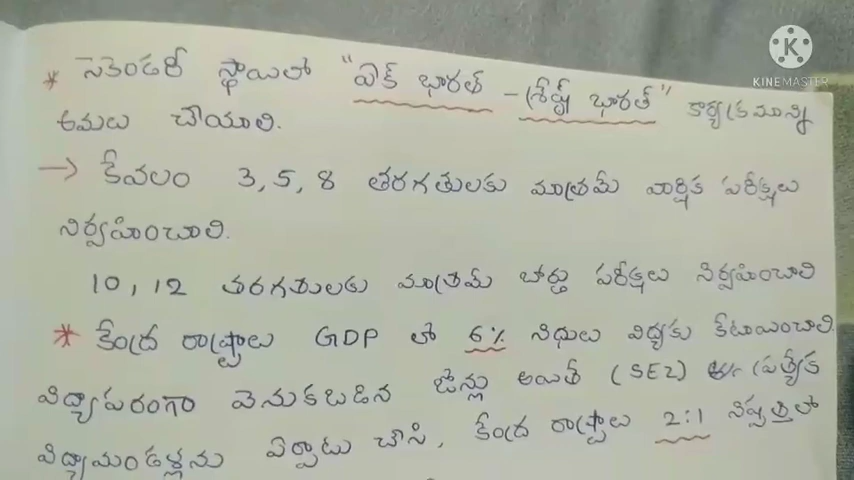 KINEMASTER
* సెకెండరీ స్థాయిలో "ఏక్ భారత్ - శ్రేష్ఠ్ భారత్" కార్యక్రమాన్ని
అమలు చేయాలి.
→ కేవలం 3, 5, 8 తరగతులకు మాత్రమే వార్షిక పరీక్షలు
నిర్వహించాలి.
10, 12 తరగతులకు మాత్రమే బోర్డు పరీక్షలు నిర్వహించాలి
* కేంద్ర రాష్ట్రాలు GDP లో 6% నిధులు విద్యకు కేటాయించాలి.
విద్యాపరంగా వెనుకబడిన జోన్లు అయితే (SEZ) ప్రత్యేక
విద్యామండళ్లను ఏర్పాటు చేసి, కేంద్ర రాష్ట్రాలు 2:1 నిష్పత్తిలో